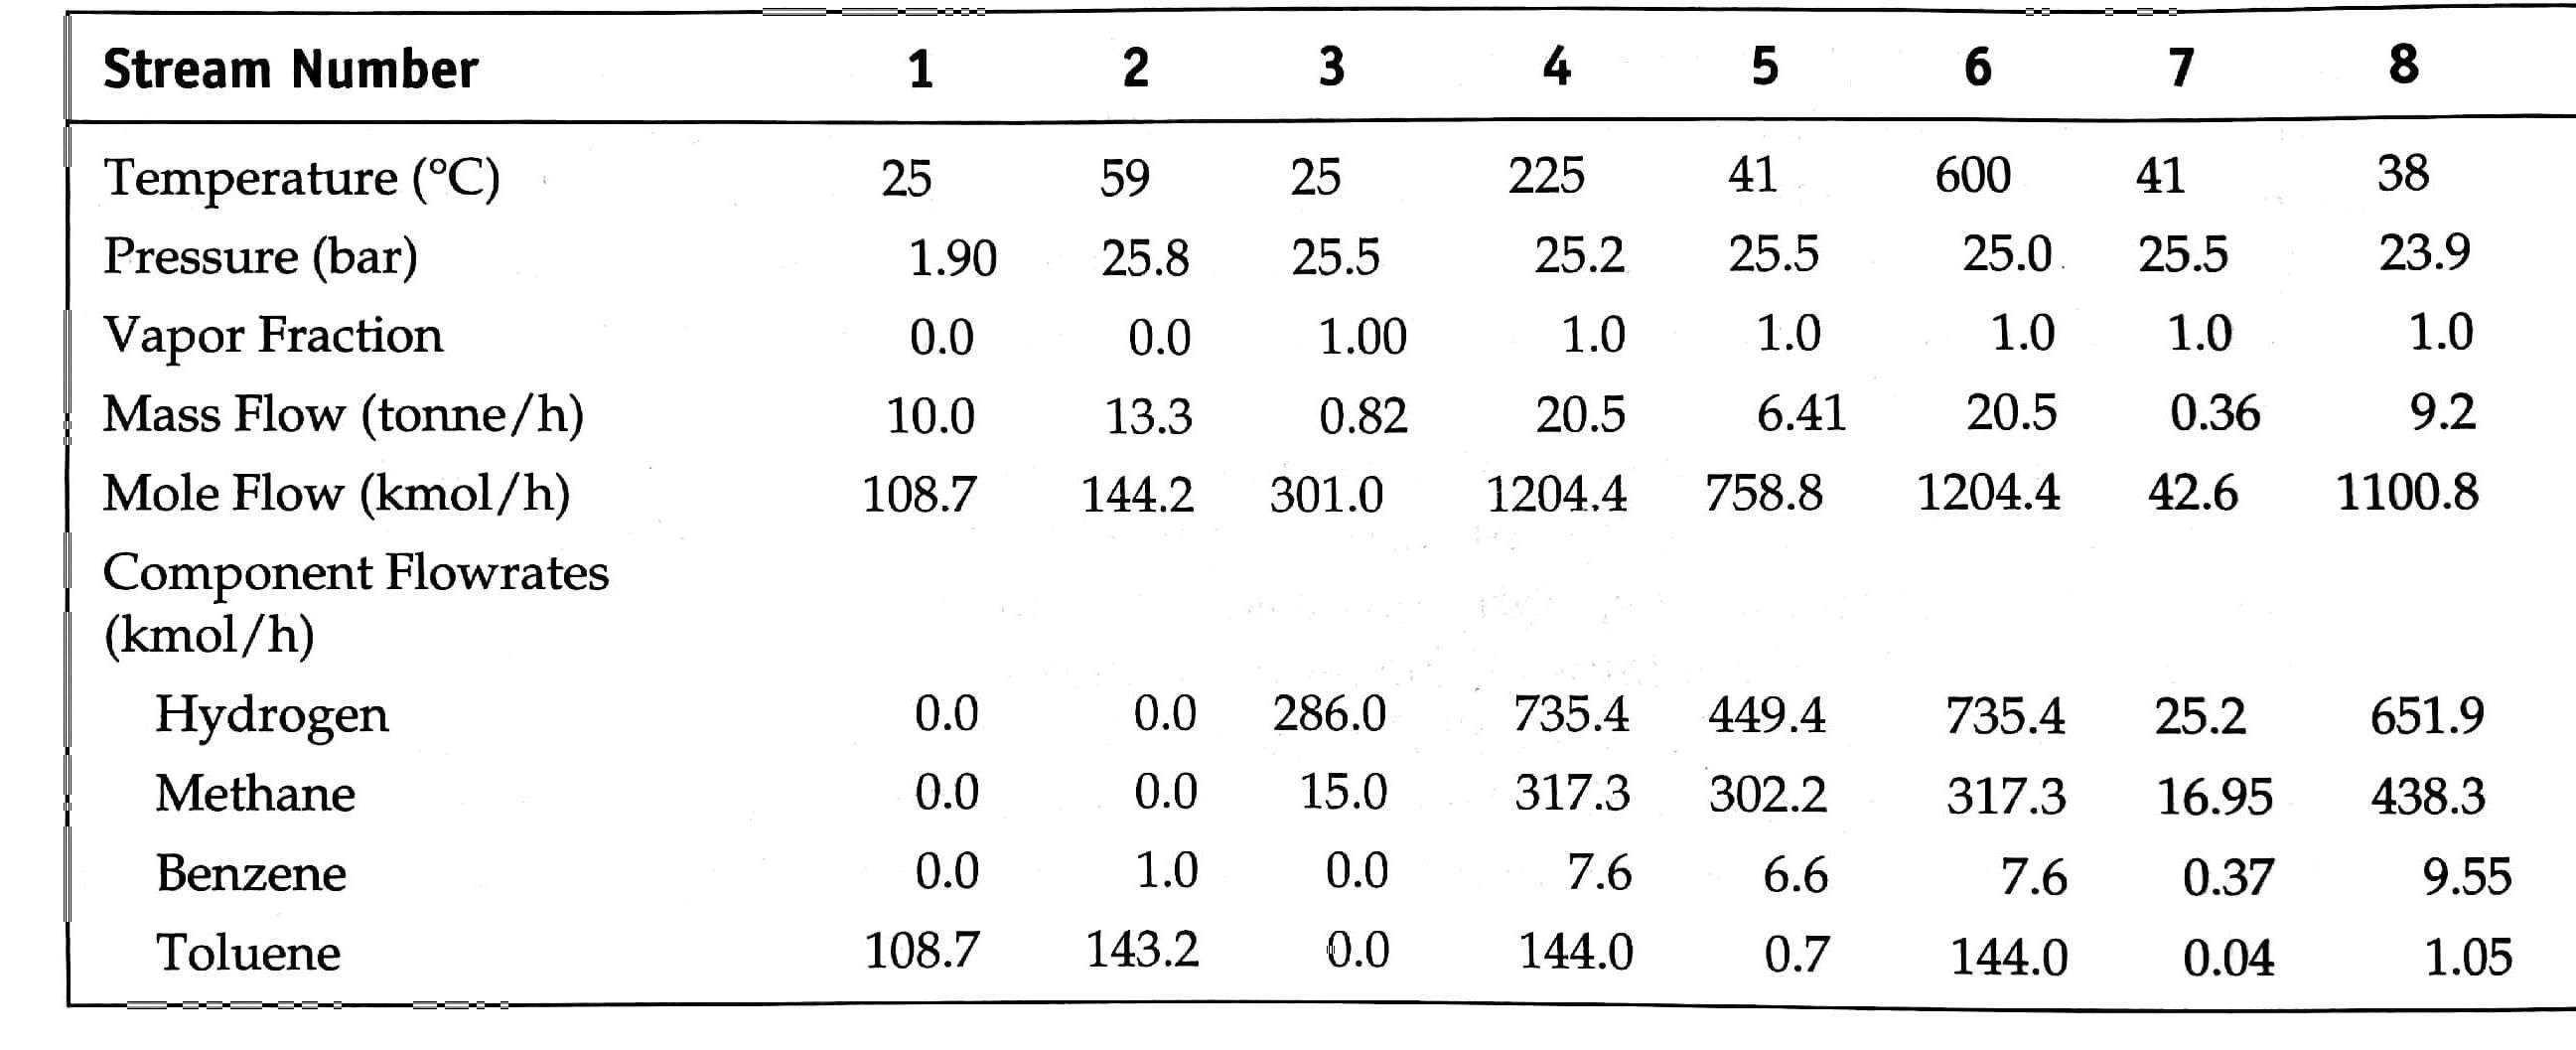 Stream Number 1 2 3 4 5 6 7 8
Temperature (°C) 25 59 25 225 41 600 41 38
Pressure (bar) 1.90 25.8 25.5 25.2 25.5 25.0 25.5 23.9
Vapor Fraction 0.0 0.0 1.00 1.0 1.0 1.0 1.0 1.0
Mass Flow (tonne/h) 10.0 13.3 0.82 20.5 6.41 20.5 0.36 9.2
Mole Flow (kmol/h) 108.7 144.2 301.0 1204.4 758.8 1204.4 42.6 1100.8
Component Flowrates
(kmol/h)
Hydrogen 0.0 0.0 286.0 735.4 449.4 735.4 25.2 651.9
Methane 0.0 0.0 15.0 317.3 302.2 317.3 16.95 438.3
Benzene 0.0 1.0 0.0 7.6 6.6 7.6 0.37 9.55
Toluene 108.7 143.2 0.0 144.0 0.7 144.0 0.04 1.05